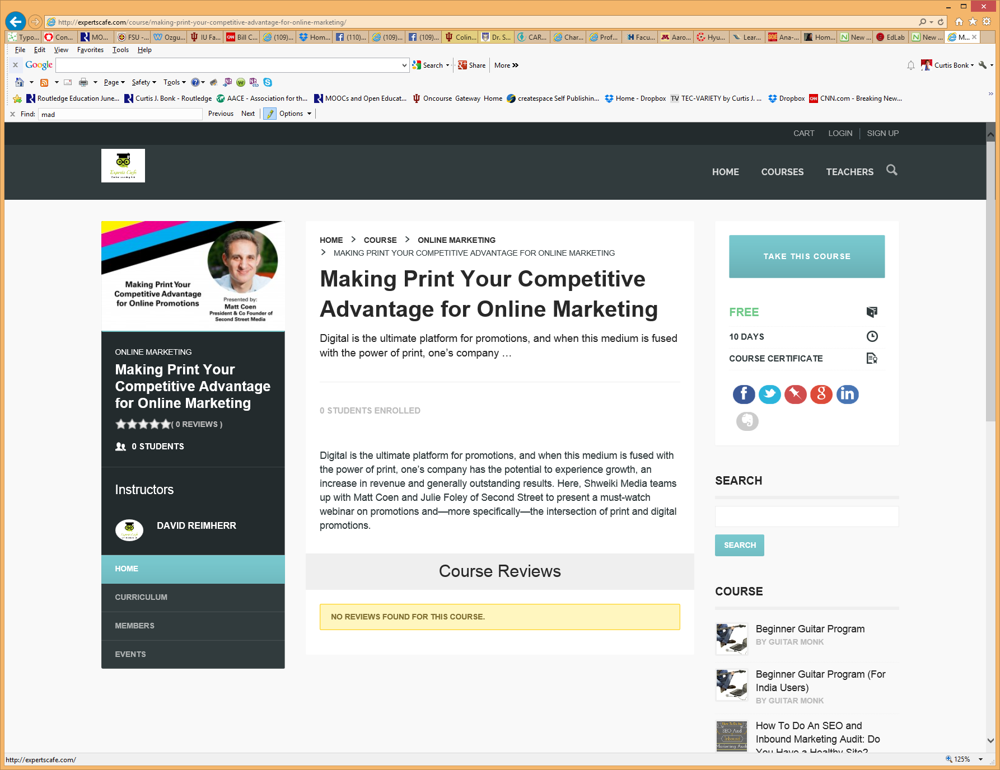 http://expertscafe.com/course/making-print-your-competitive-advantage-for-online-marketing/
Typo... Con... MO... FSU -... Ozgu... IU Fa... Bill C... (109)... Hom... (110)... (109)... (109)... Colin... Dr. S... CAR... Char... Prof... Facu... Aaro... Hyu... Lear... Ana-... Hom... New ... EdLab New ... M...
File Edit View Favorites Tools Help
x Google Search Share More » Curtis Bonk
Page Safety Tools
Routledge Education June... Curtis J. Bonk - Routledge AACE - Association for th... MOOCs and Open Educat... Oncourse Gateway Home createspace Self Publishin... Home - Dropbox TEC-VARIETY by Curtis J. ... Dropbox CNN.com - Breaking New... »
x Find: mad Previous Next Options
CART LOGIN SIGN UP
Experts Cafe
Central Learning Hub
HOME COURSES TEACHERS
Making Print Your
Competitive Advantage
for Online Promotions
Presented by:
Matt Coen
President & Co Founder of
Second Street Media
ONLINE MARKETING
Making Print Your
Competitive Advantage
for Online Marketing
( 0 REVIEWS )
0 STUDENTS
Instructors
DAVID REIMHERR
HOME
CURRICULUM
MEMBERS
EVENTS
HOME > COURSE > ONLINE MARKETING
> MAKING PRINT YOUR COMPETITIVE ADVANTAGE FOR ONLINE MARKETING
Making Print Your Competitive
Advantage for Online Marketing
Digital is the ultimate platform for promotions, and when this medium is fused
with the power of print, one’s company …
0 STUDENTS ENROLLED
Digital is the ultimate platform for promotions, and when this medium is fused with
the power of print, one’s company has the potential to experience growth, an
increase in revenue and generally outstanding results. Here, Shweiki Media teams
up with Matt Coen and Julie Foley of Second Street to present a must-watch
webinar on promotions and—more specifically—the intersection of print and digital
promotions.
Course Reviews
NO REVIEWS FOUND FOR THIS COURSE.
TAKE THIS COURSE
FREE
10 DAYS
COURSE CERTIFICATE
SEARCH
SEARCH
COURSE
Beginner Guitar Program
BY GUITAR MONK
Beginner Guitar Program (For
India Users)
BY GUITAR MONK
How To Do An
SEO And
Inbound
Marketing Audit
How To Do An SEO and
Inbound Marketing Audit: Do
You Have a Healthy Site?
http://expertscafe.com/
125%